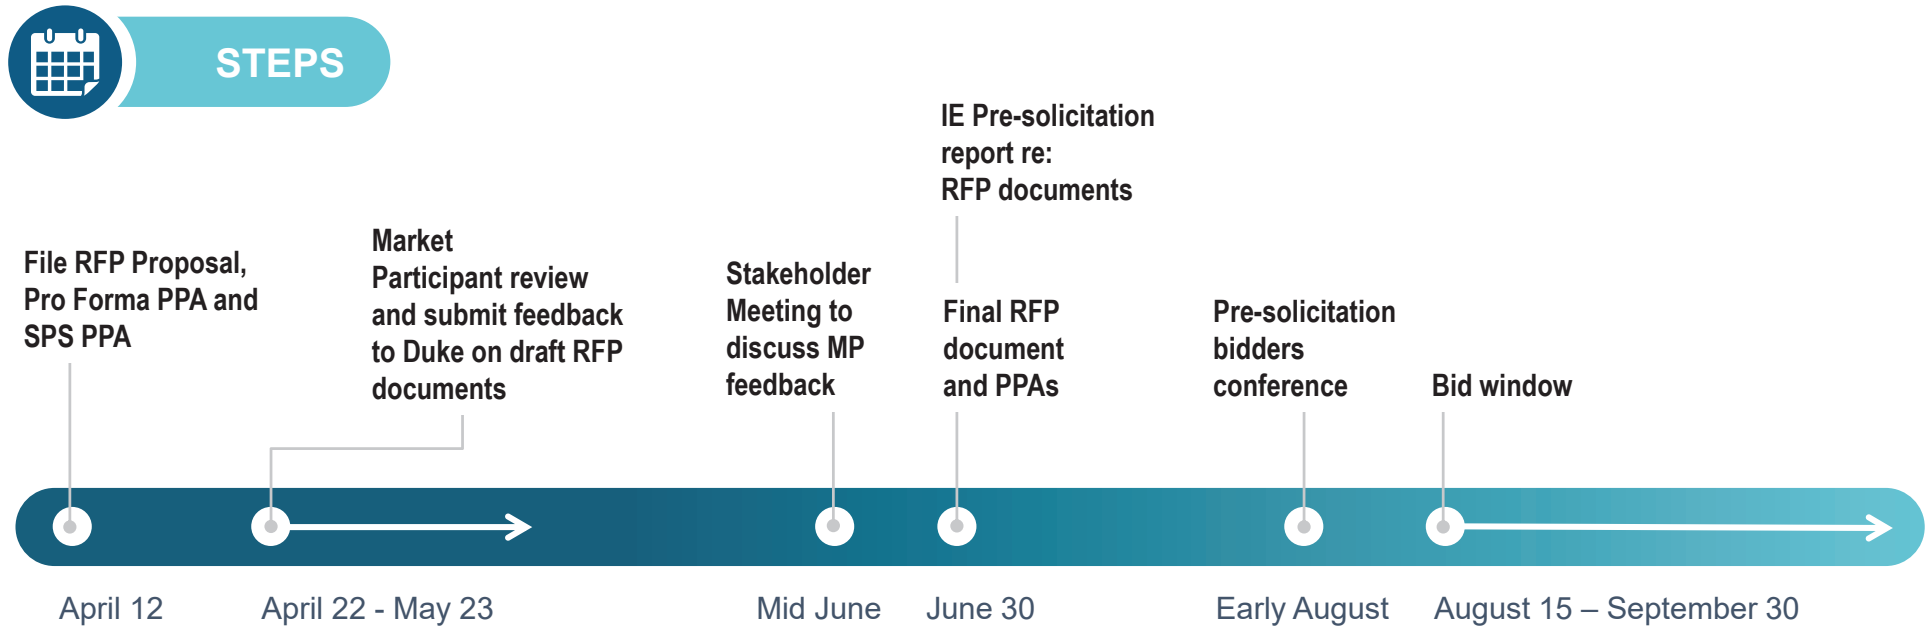 STEPS
File RFP Proposal,
Pro Forma PPA and
SPS PPA
Market
Participant review
and submit feedback
to Duke on draft RFP
documents
Stakeholder
Meeting to
discuss MP
feedback
IE Pre-solicitation
report re:
RFP documents
Final RFP
document
and PPAs
Pre-solicitation
bidders
conference
Bid window
April 12
April 22 - May 23
Mid June
June 30
Early August
August 15 – September 30